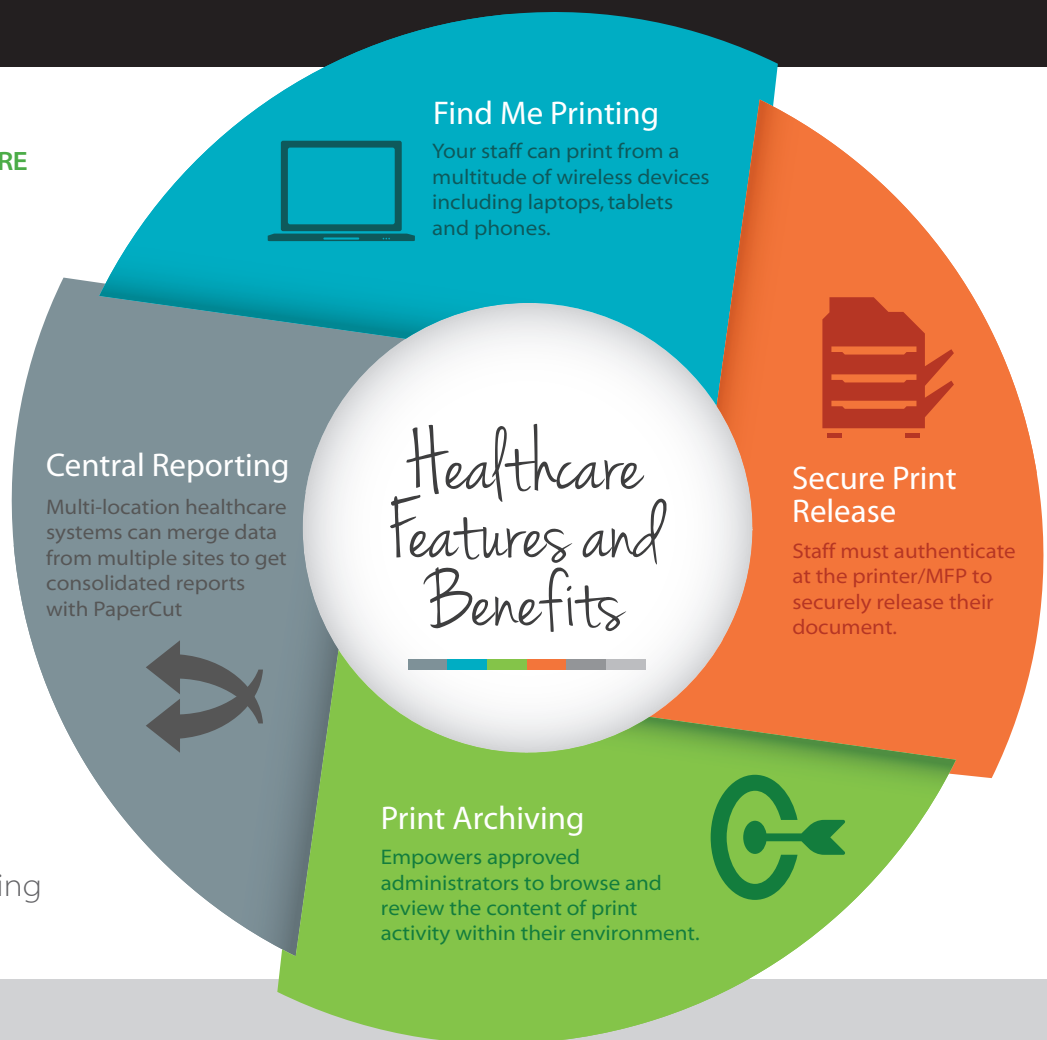 RE
Find Me Printing
Your staff can print from a
multitude of wireless devices
including laptops, tablets
and phones.
Secure Print
Release
Staff must authenticate
at the printer/MFP to
securely release their
document.
Central Reporting
Multi-location healthcare
systems can merge data
from multiple sites to get
consolidated reports
with PaperCut
Healthcare
Features and
Benefits
Print Archiving
Empowers approved
administrators to browse and
review the content of print
activity within their environment.
ing